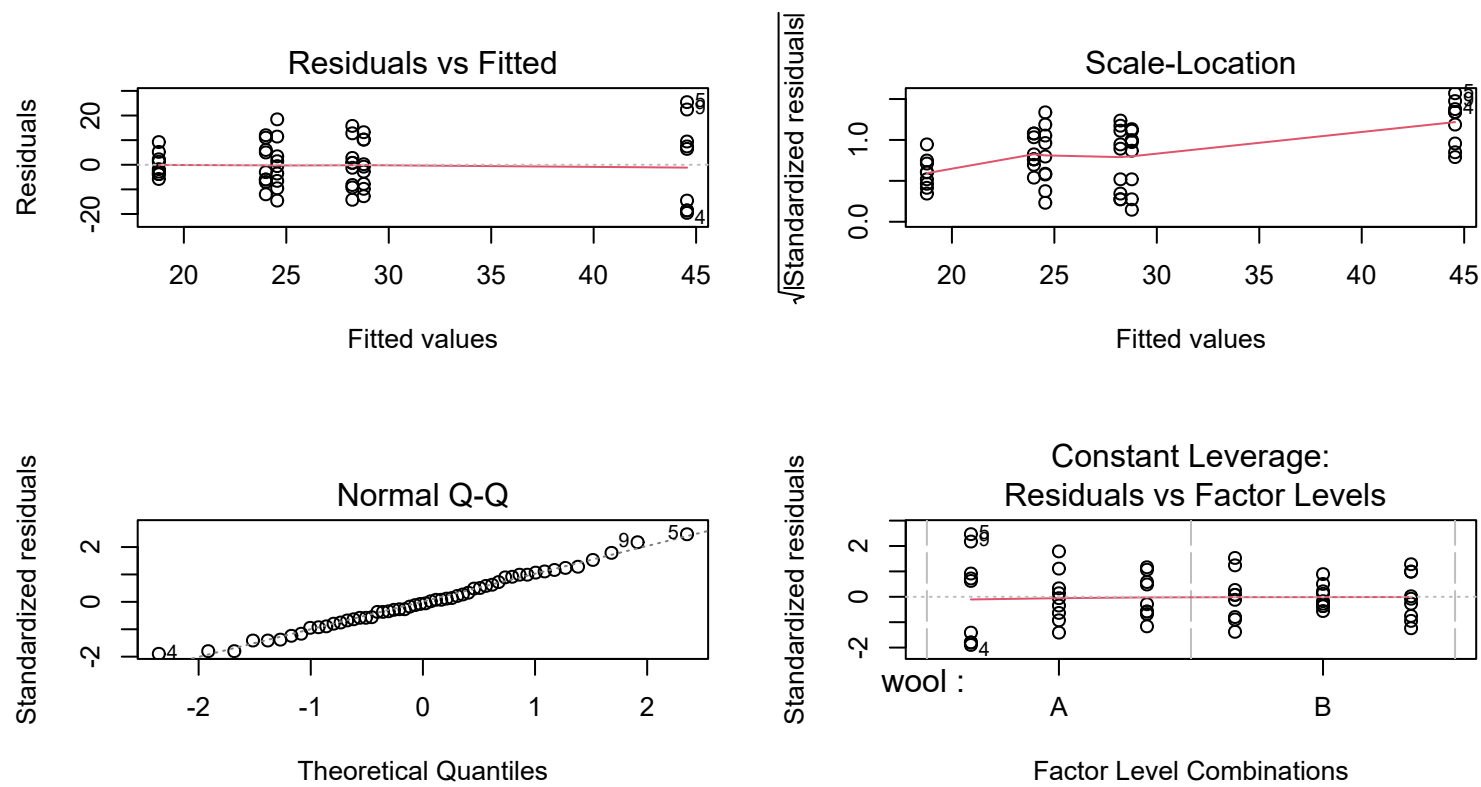 Residuals vs Fitted
Residuals
20
0
-20
5
9
4
20 25 30 35 40 45
Fitted values
Scale-Location
√|Standardized residuals|
1.0
0.0
5
9
4
20 25 30 35 40 45
Fitted values
Normal Q-Q
Standardized residuals
2
0
-2
9
5
4
-2 -1 0 1 2
Theoretical Quantiles
Constant Leverage:
Residuals vs Factor Levels
Standardized residuals
2
0
-2
5
9
4
wool :
A B
Factor Level Combinations